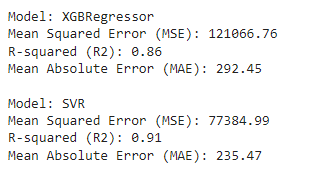 Model: XGBRegressor
Mean Squared Error (MSE): 121066.76
R-squared (R2): 0.86
Mean Absolute Error (MAE): 292.45
Model: SVR
Mean Squared Error (MSE): 77384.99
R-squared (R2): 0.91
Mean Absolute Error (MAE): 235.47